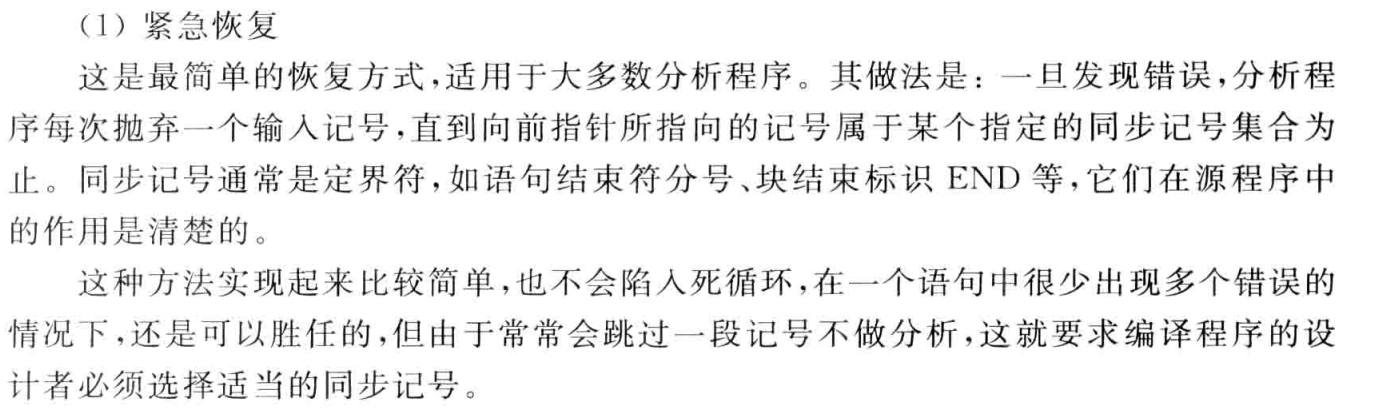 （1）紧急恢复
这是最简单的恢复方式,适用于大多数分析程序。其做法是：一旦发现错误,分析程
序每次抛弃一个输入记号,直到向前指针所指向的记号属于某个指定的同步记号集合为
止。同步记号通常是定界符,如语句结束符分号、块结束标识 END 等,它们在源程序中
的作用是清楚的。
这种方法实现起来比较简单,也不会陷入死循环,在一个语句中很少出现多个错误的
情况下,还是可以胜任的,但由于常常会跳过一段记号不做分析,这就要求编译程序的设
计者必须选择适当的同步记号。